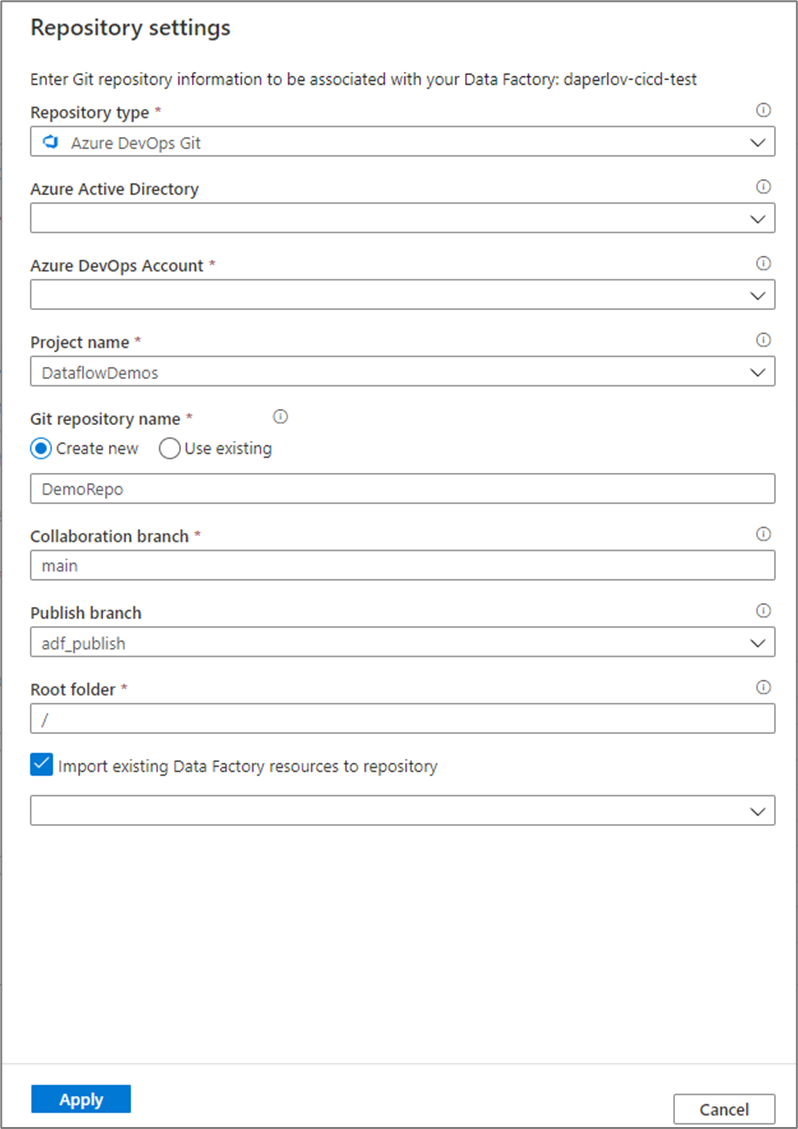 Repository settings
Enter Git repository information to be associated with your Data Factory: daperlov-cicd-test
Repository type *
Azure DevOps Git
Azure Active Directory
Azure DevOps Account *
Project name *
DataflowDemos
Git repository name *
Create new Use existing
DemoRepo
Collaboration branch *
main
Publish branch
adf_publish
Root folder *
/
Import existing Data Factory resources to repository
Apply
Cancel